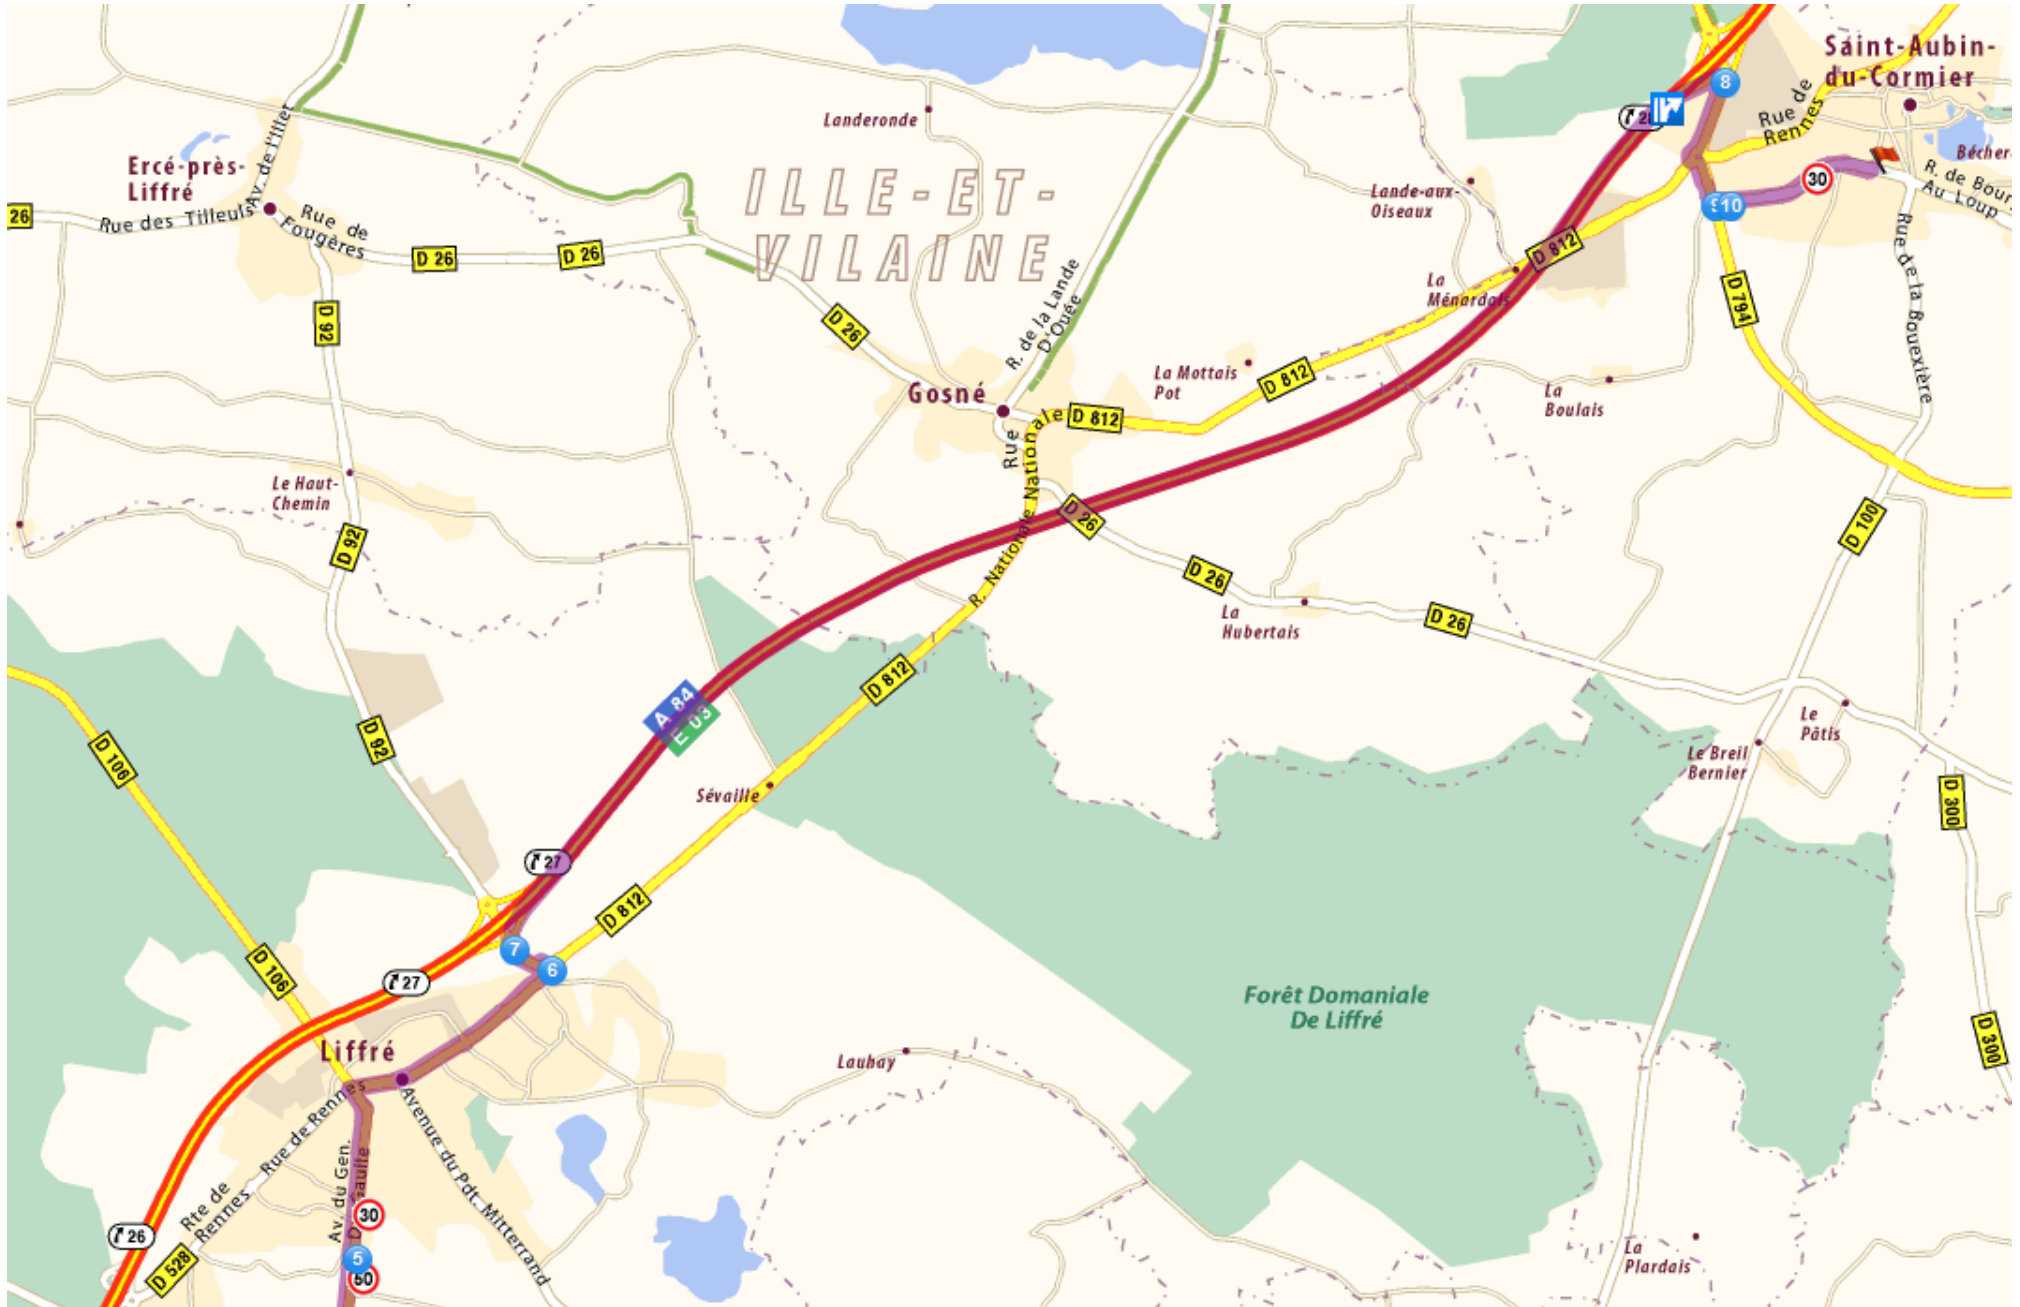 Saint-Aubin-
du-Cormier
8
Rue de
Rennes
Landeronde
Bécher
Ercé-près-
Liffré
Av. de l'Illet
ILLE-ET-
VILAINE
Lande-aux-
Oiseaux
30
R. de Bour
Au Loup
10
26
Rue des Tilleuls
Rue de
Fougères
D 26
D 26
D 812
D 794
Rue de la Bouexière
La
Ménardais
D 92
D 26
R. de la Lande
D'Ouée
La Mottais
Pot
D 812
La
Boulais
Gosné
Rue Nationale
D 812
Le Haut-
Chemin
D 92
D 26
D 100
R. Nationale
D 26
La
Hubertais
D 26
D 812
A 84
E 03
D 92
D 106
Le
Pâtis
Le Breil
Bernier
Sévaille
D 300
27
D 812
7
6
D 106
27
Forêt Domaniale
De Liffré
Liffré
Lauhay
D 300
Rue de Rennes
Avenue du Pdt. Mitterrand
Av. du Gen.
Rte de
Rennes
30
26
D 528
5
50
La
Plardais